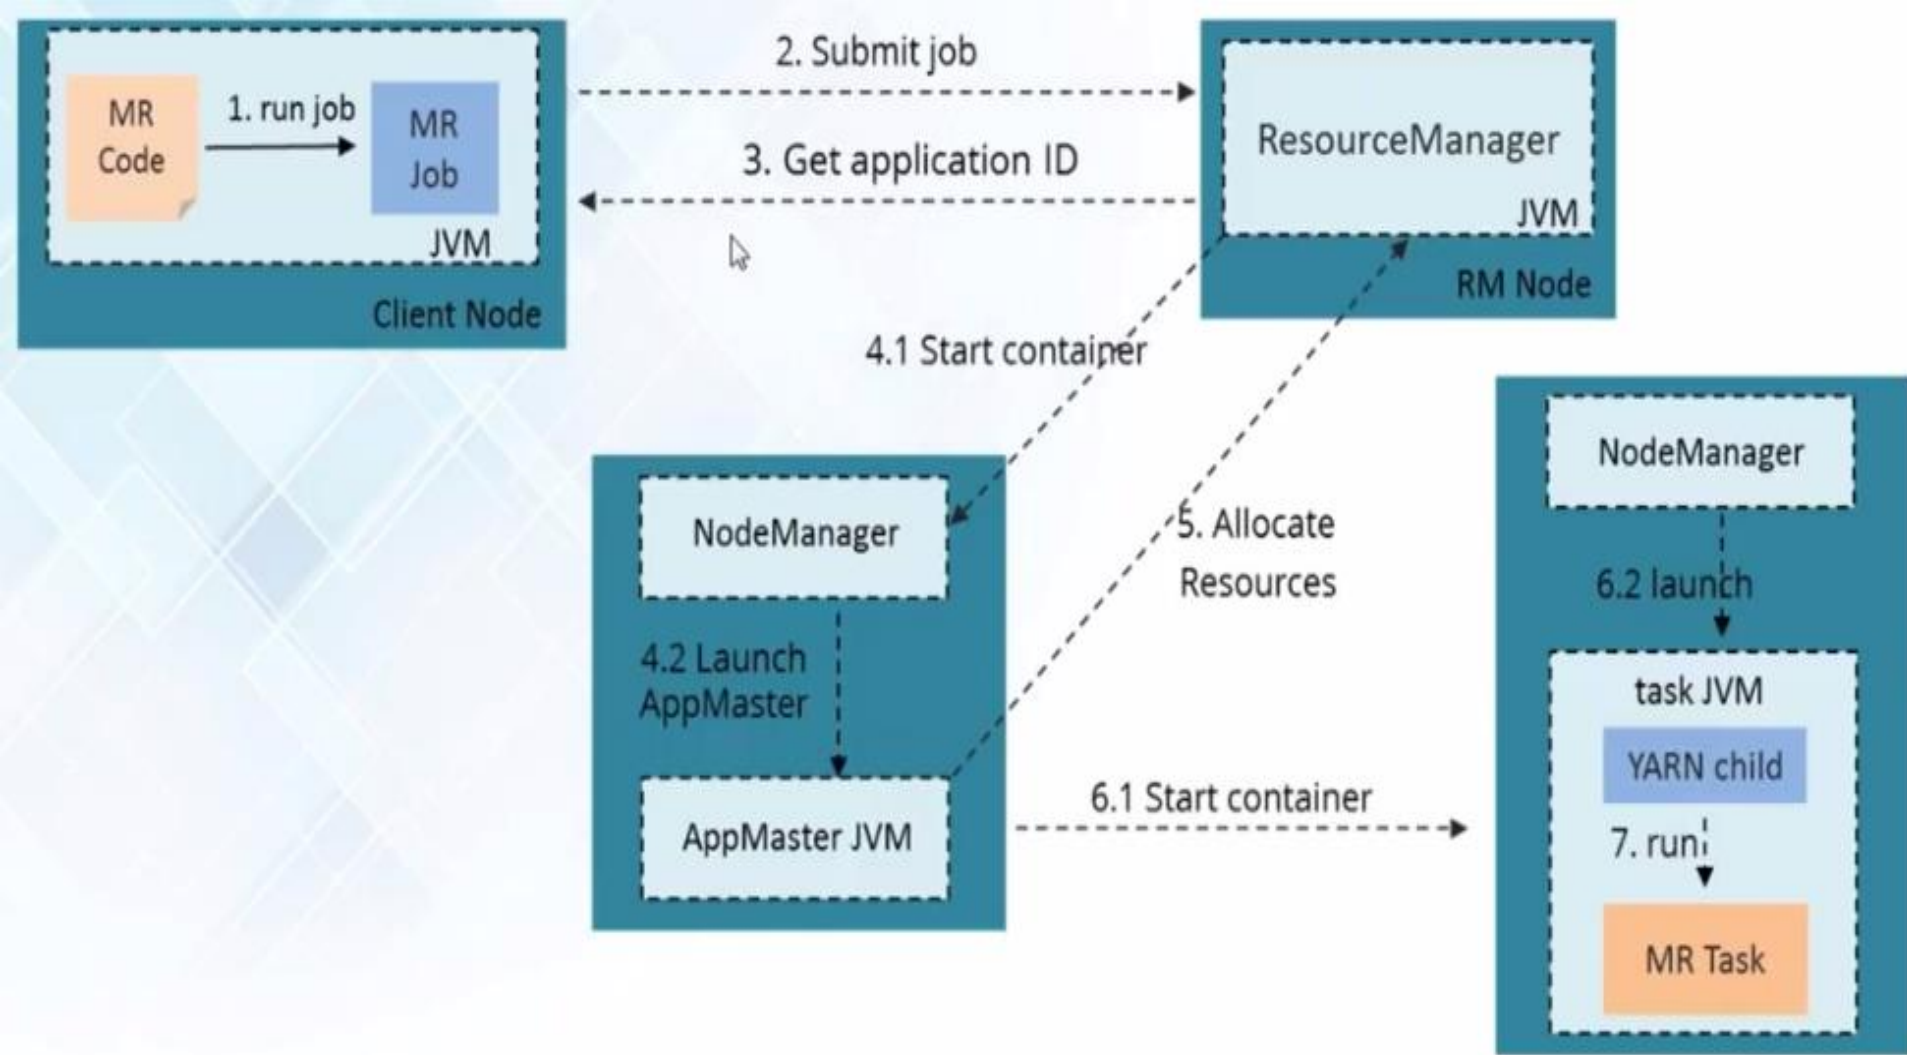 MR
Code
1. run job
MR
Job
JVM
Client Node
2. Submit job
3. Get application ID
ResourceManager
JVM
RM Node
4.1 Start container
NodeManager
4.2 Launch
AppMaster
AppMaster JVM
5. Allocate
Resources
6.1 Start container
NodeManager
6.2 launch
task JVM
YARN child
7. run
MR Task